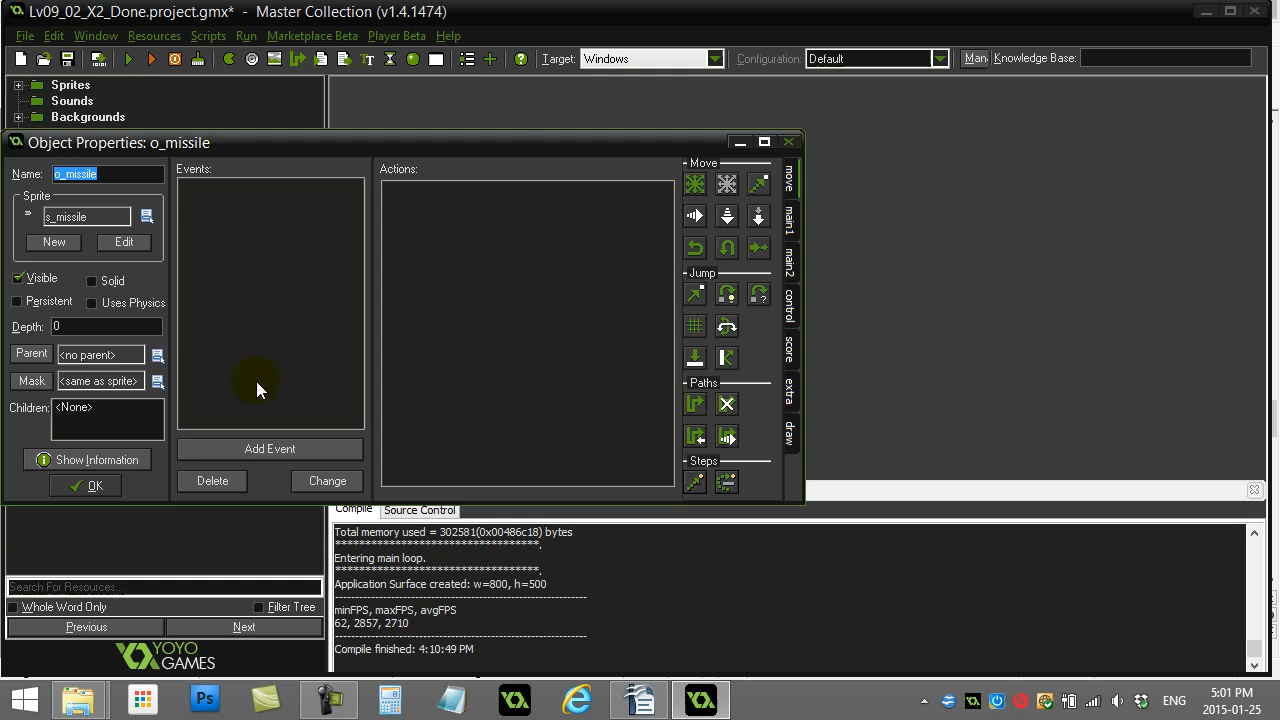 Lv09_02_X2_Done.project.gmx* - Master Collection (v1.4.1474)
File Edit Window Resources Scripts Run Marketplace Beta Player Beta Help
Target: Windows Configuration: Default Man Knowledge Base:
Sprites
Sounds
Backgrounds
Object Properties: o_missile
Name: o_missile
Sprite
s_missile
New Edit
Visible Solid
Persistent Uses Physics
Depth: 0
Parent <no parent>
Mask <same as sprite>
Children: <None>
Show Information
OK
Events:
Add Event
Delete Change
Actions:
Move
Jump
Paths
Steps
move
main1
main2
control
score
extra
draw
Compile Source Control
Total memory used = 302581(0x00486c18) bytes
**********************************.
Entering main loop.
**********************************.
Application Surface created: w=800, h=500
minFPS, maxFPS, avgFPS
62, 2857, 2710
Compile finished: 4:10:49 PM
Search For Resources...
Whole Word Only Filter Tree
Previous Next
YOYO
GAMES
Ps
ENG
5:01 PM
2015-01-25